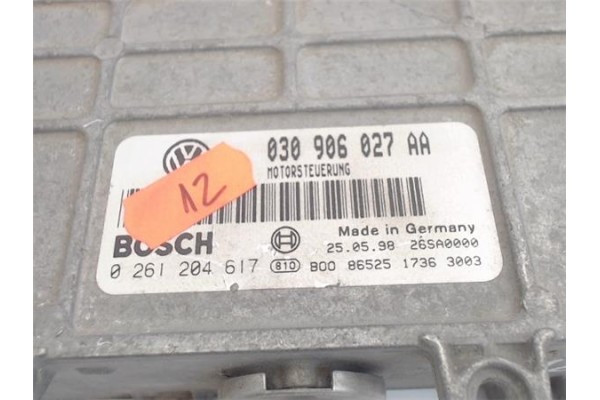 030 906 027 AA
MOTORSTEUERUNG
12
BOSCH
Made in Germany
25.05.98 26SA0000
0 261 204 617 810 B00 86525 1736 3003